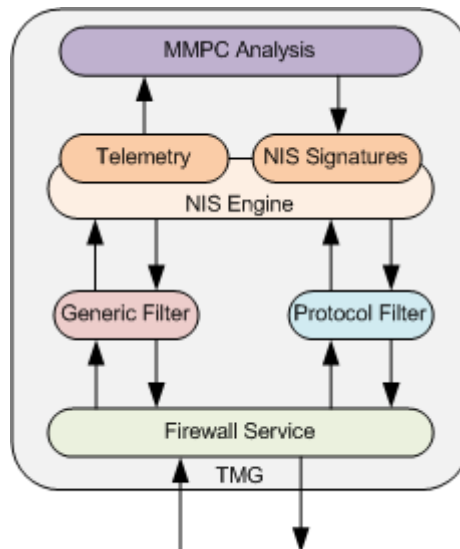 MMPC Analysis
Telemetry
NIS Signatures
NIS Engine
Generic Filter
Protocol Filter
Firewall Service
TMG